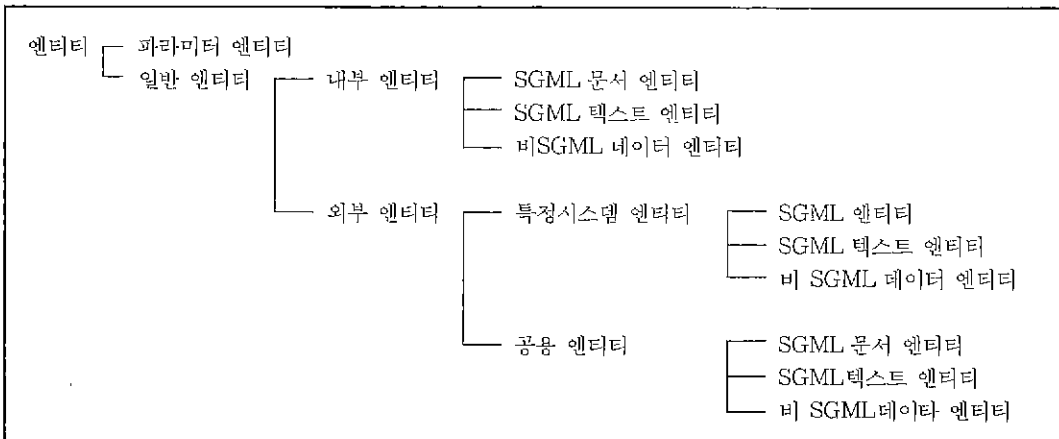 엔티티 파라미터 엔티티
일반 엔티티 내부 엔티티 SGML 문서 엔티티
SGML 텍스트 엔티티
비SGML 데이터 엔티티
외부 엔티티 특정시스템 엔티티 SGML 엔티티
SGML 텍스트 엔티티
비 SGML 데이터 엔티티
공용 엔티티 SGML 문서 엔티티
SGML텍스트 엔티티
비 SGML데이타 엔티티